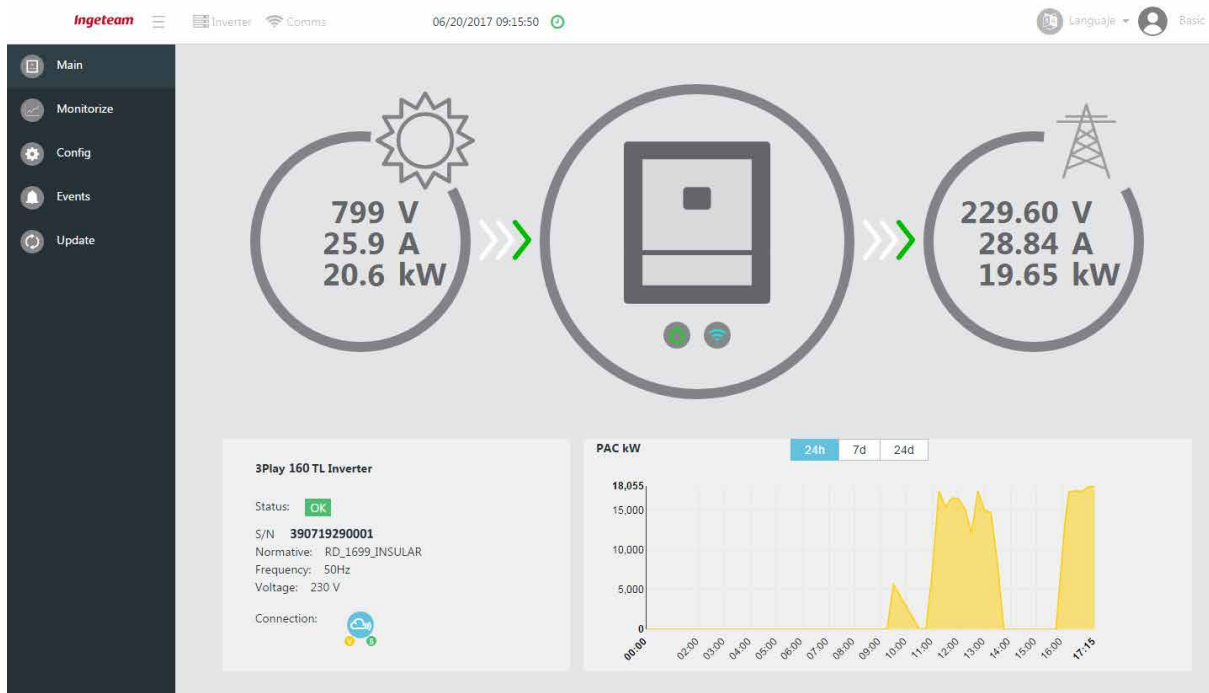 Ingeteam
Inverter
Comms
06/20/2017 09:15:50
Languaje
Basic
Main
Monitorize
Config
Events
Update
799 V
25.9 A
20.6 kW
229.60 V
28.84 A
19.65 kW
3Play 160 TL Inverter
Status: OK
S/N 390719290001
Normative: RD_1699_INSULAR
Frequency: 50Hz
Voltage: 230 V
Connection:
PAC kW
24h 7d 24d
18,055
15,000
10,000
5,000
0
00:00 02:00 03:00 04:00 05:00 06:00 07:00 08:00 09:00 10:00 11:00 12:00 13:00 14:00 15:00 16:00 17:15